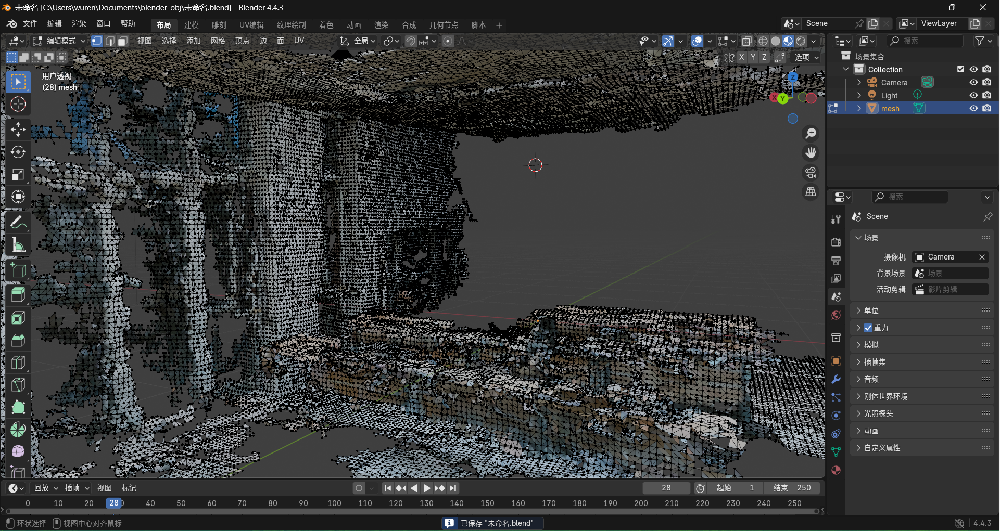 未命名 [C:\Users\wuren\Documents\blender_obj\未命名.blend] - Blender 4.4.3
文件 编辑 渲染 窗口 帮助 布局 建模 雕刻 UV编辑 纹理绘制 着色 动画 渲染 合成 几何节点 脚本 + Scene ViewLayer
编辑模式 视图 选择 添加 网格 顶点 边 面 UV 全局 搜索
X Y Z 选项
用户透视
(28) mesh
Z
X Y
场景集合
Collection
Camera
Light
mesh
搜索
Scene
场景
摄像机 Camera
背景场景 场景
活动剪辑 影片剪辑
单位
重力
模拟
插帧集
音频
刚体世界环境
光照探头
动画
自定义属性
回放 插帧 视图 标记 28 起始 1 结束 250
0 10 20 28 40 50 60 70 80 90 100 110 120 130 140 150 160 170 180 190 200 210 220 230 240 250
环状选择 视图中心对齐鼠标 已保存 "未命名.blend" 4.4.3